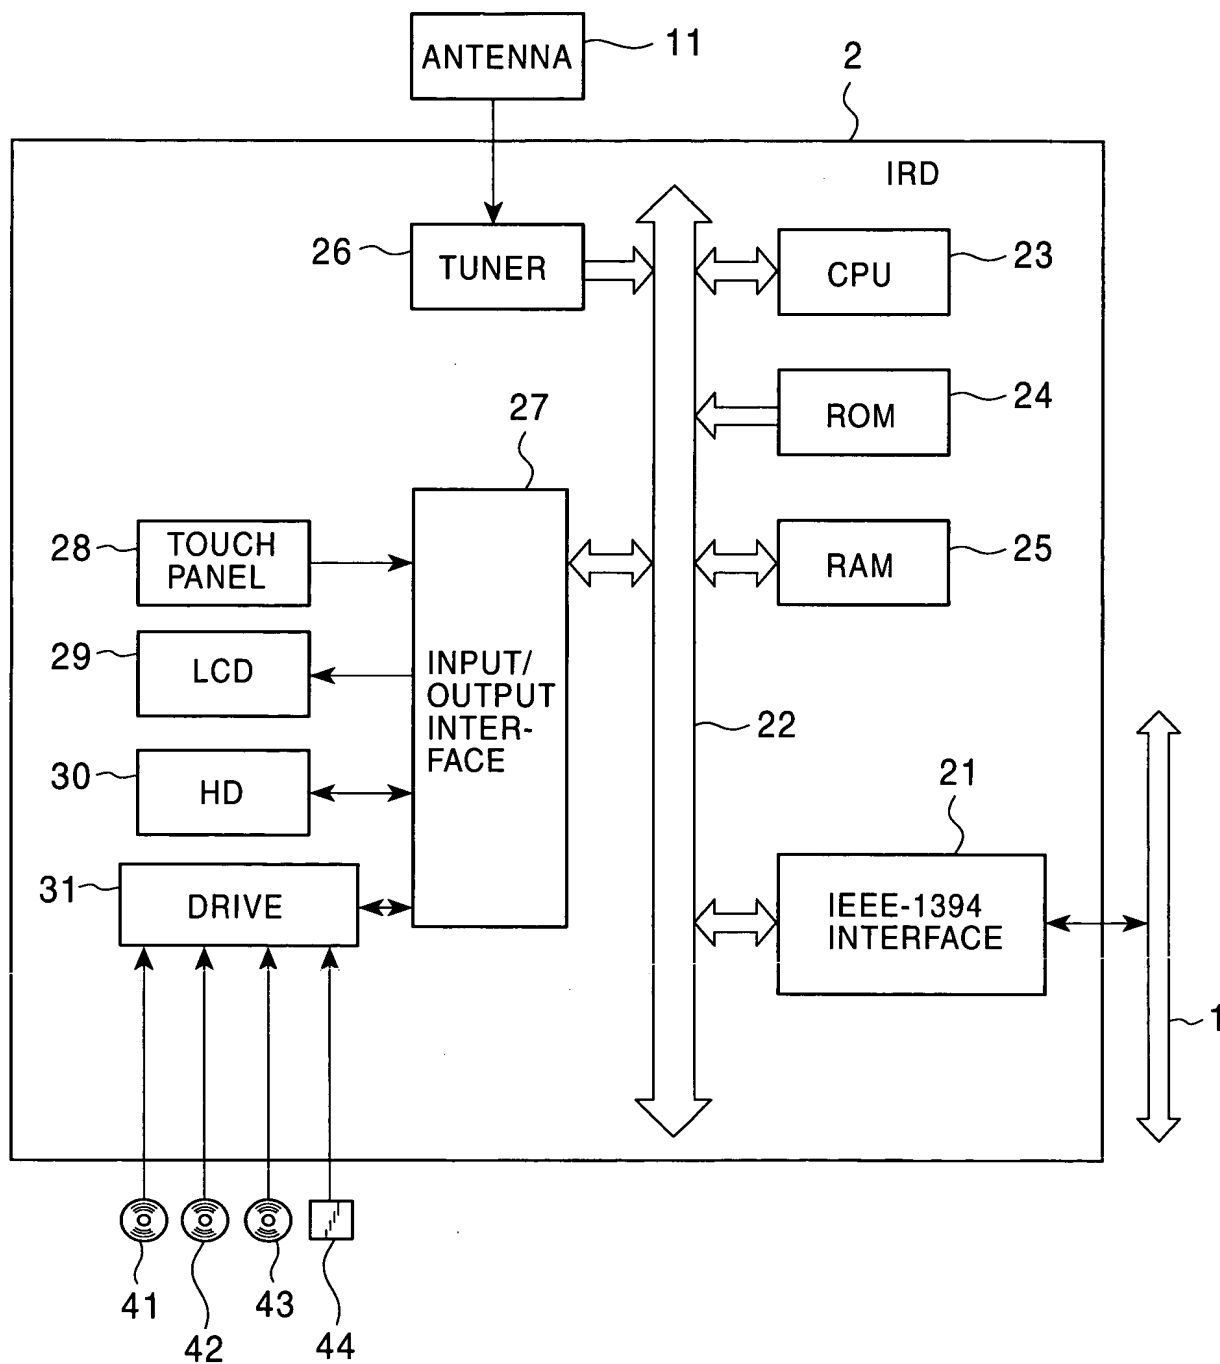 ANTENNA
11
2
IRD
26
TUNER
CPU
23
ROM
24
27
28
TOUCH
PANEL
RAM
25
29
LCD
INPUT/
OUTPUT
INTER-
FACE
22
30
HD
21
31
DRIVE
IEEE-1394
INTERFACE
1
41
42
43
44